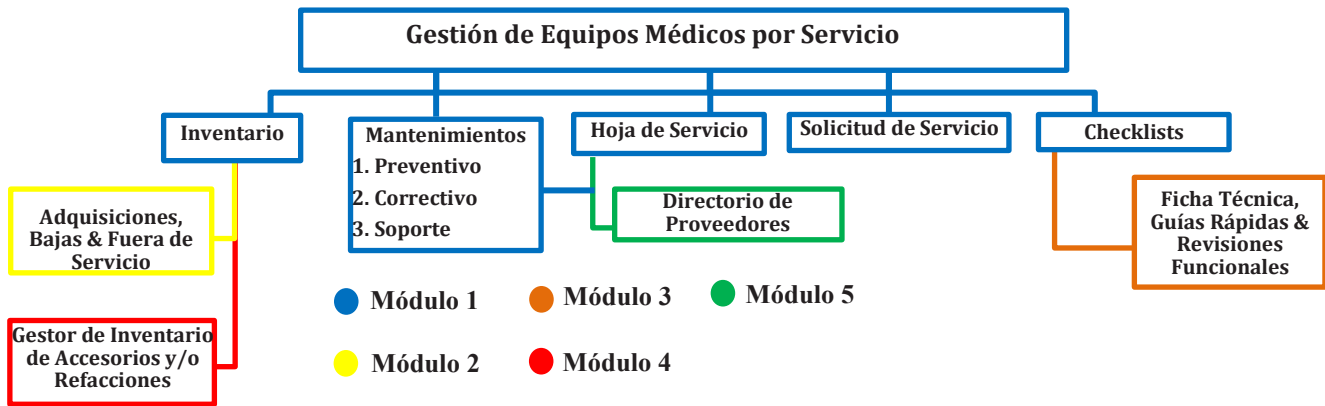 Gestión de Equipos Médicos por Servicio
Inventario
Mantenimientos
1. Preventivo
2. Correctivo
3. Soporte
Hoja de Servicio
Solicitud de Servicio
Checklists
Adquisiciones,
Bajas & Fuera de
Servicio
Directorio de
Proveedores
Ficha Técnica,
Guías Rápidas &
Revisiones
Funcionales
Gestor de Inventario
de Accesorios y/o
Refacciones
Módulo 1
Módulo 3
Módulo 5
Módulo 2
Módulo 4